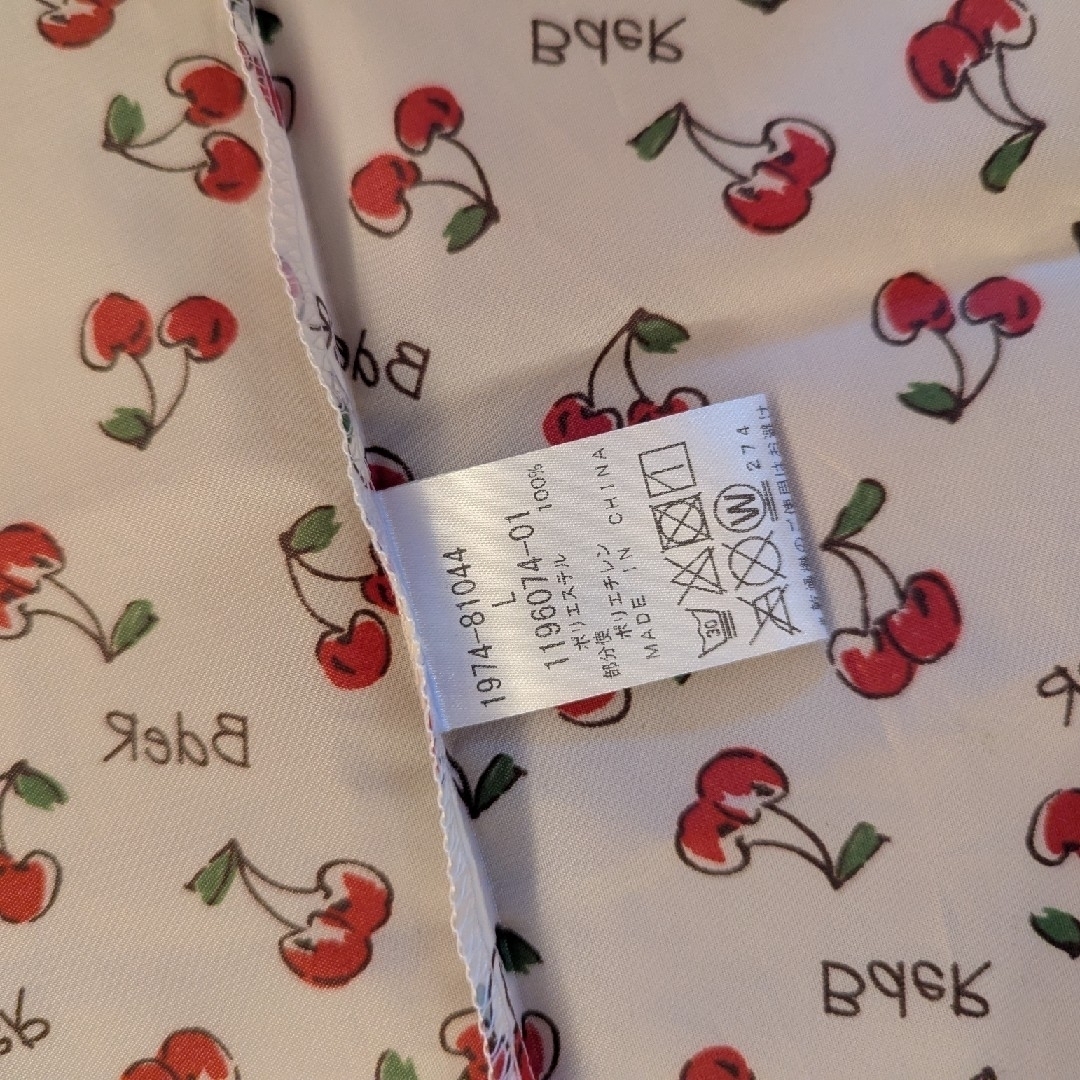 BdeR
BdeR
BdeR
BdeR
1974-81044
L
1196074-01
ポリエステル 100%
部分使
ポリエチレン
MADE IN CHINA
30
W
274